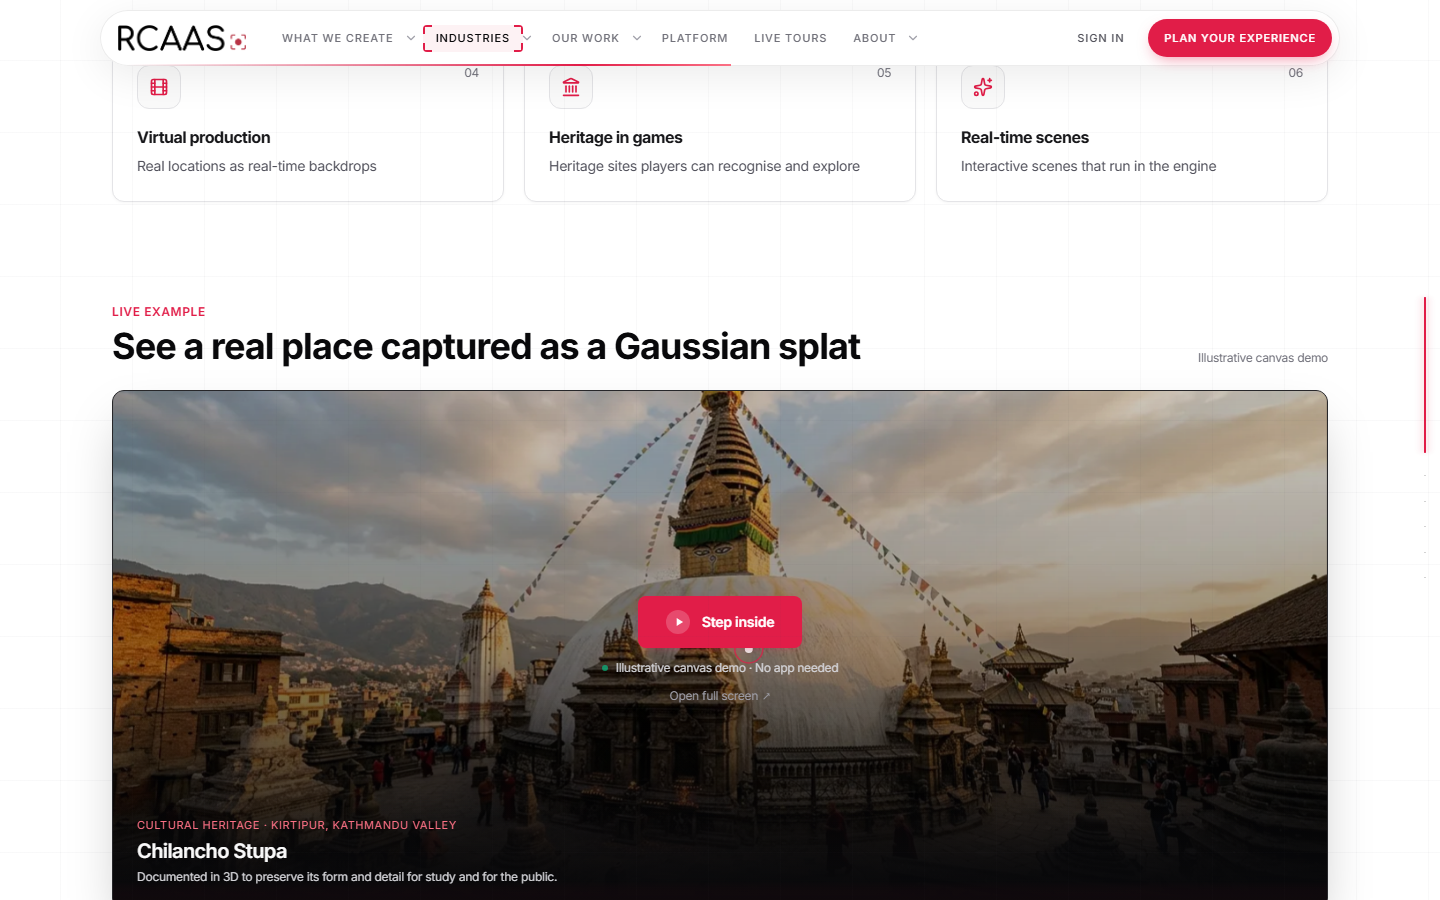 RCAAS
WHAT WE CREATE
INDUSTRIES
OUR WORK
PLATFORM
LIVE TOURS
ABOUT
SIGN IN
PLAN YOUR EXPERIENCE
04
Virtual production
Real locations as real-time backdrops
05
Heritage in games
Heritage sites players can recognise and explore
06
Real-time scenes
Interactive scenes that run in the engine
LIVE EXAMPLE
See a real place captured as a Gaussian splat
Illustrative canvas demo
Step inside
Illustrative canvas demo · No app needed
Open full screen ↗
CULTURAL HERITAGE · KIRTIPUR, KATHMANDU VALLEY
Chilancho Stupa
Documented in 3D to preserve its form and detail for study and for the public.